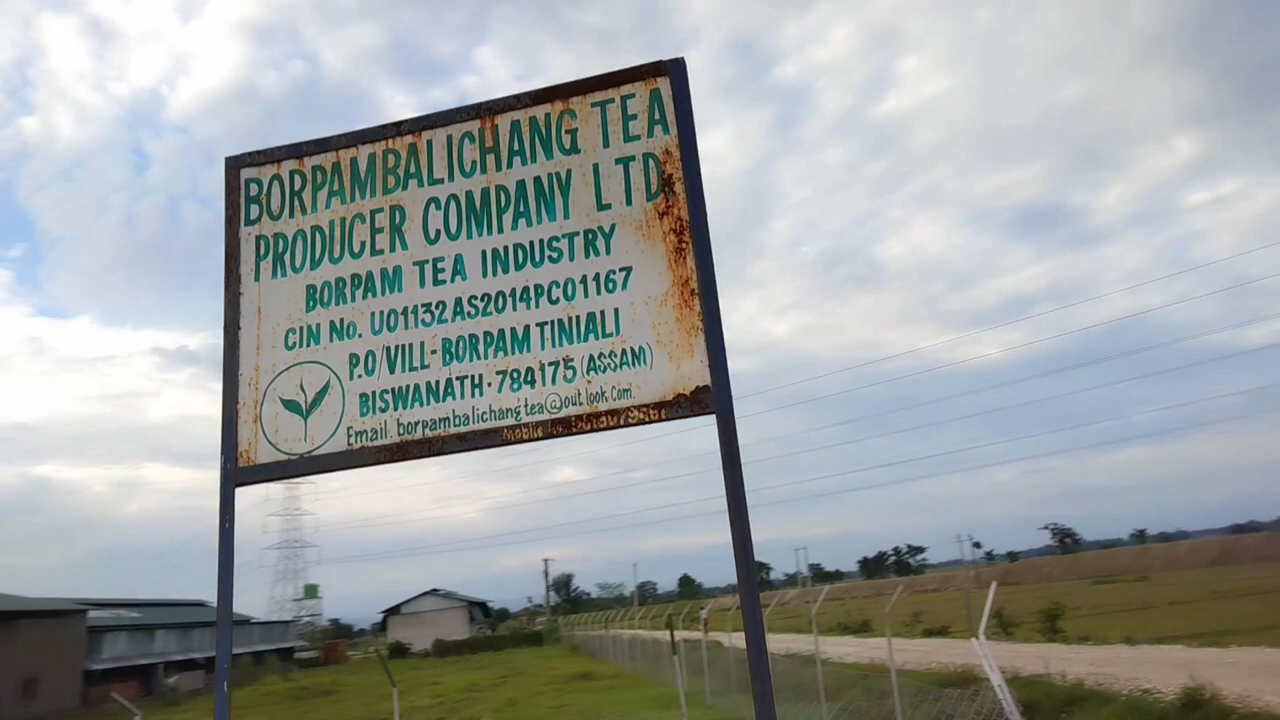 BORPAMBALICHANG TEA
PRODUCER COMPANY LTD
BORPAM TEA INDUSTRY
CIN No. U01132AS2014PC01167
P.O/VILL-BORPAM TINIALI
BISWANATH-784175 (ASSAM)
Email. borpambalichangtea@outlook.Com.
Mobile